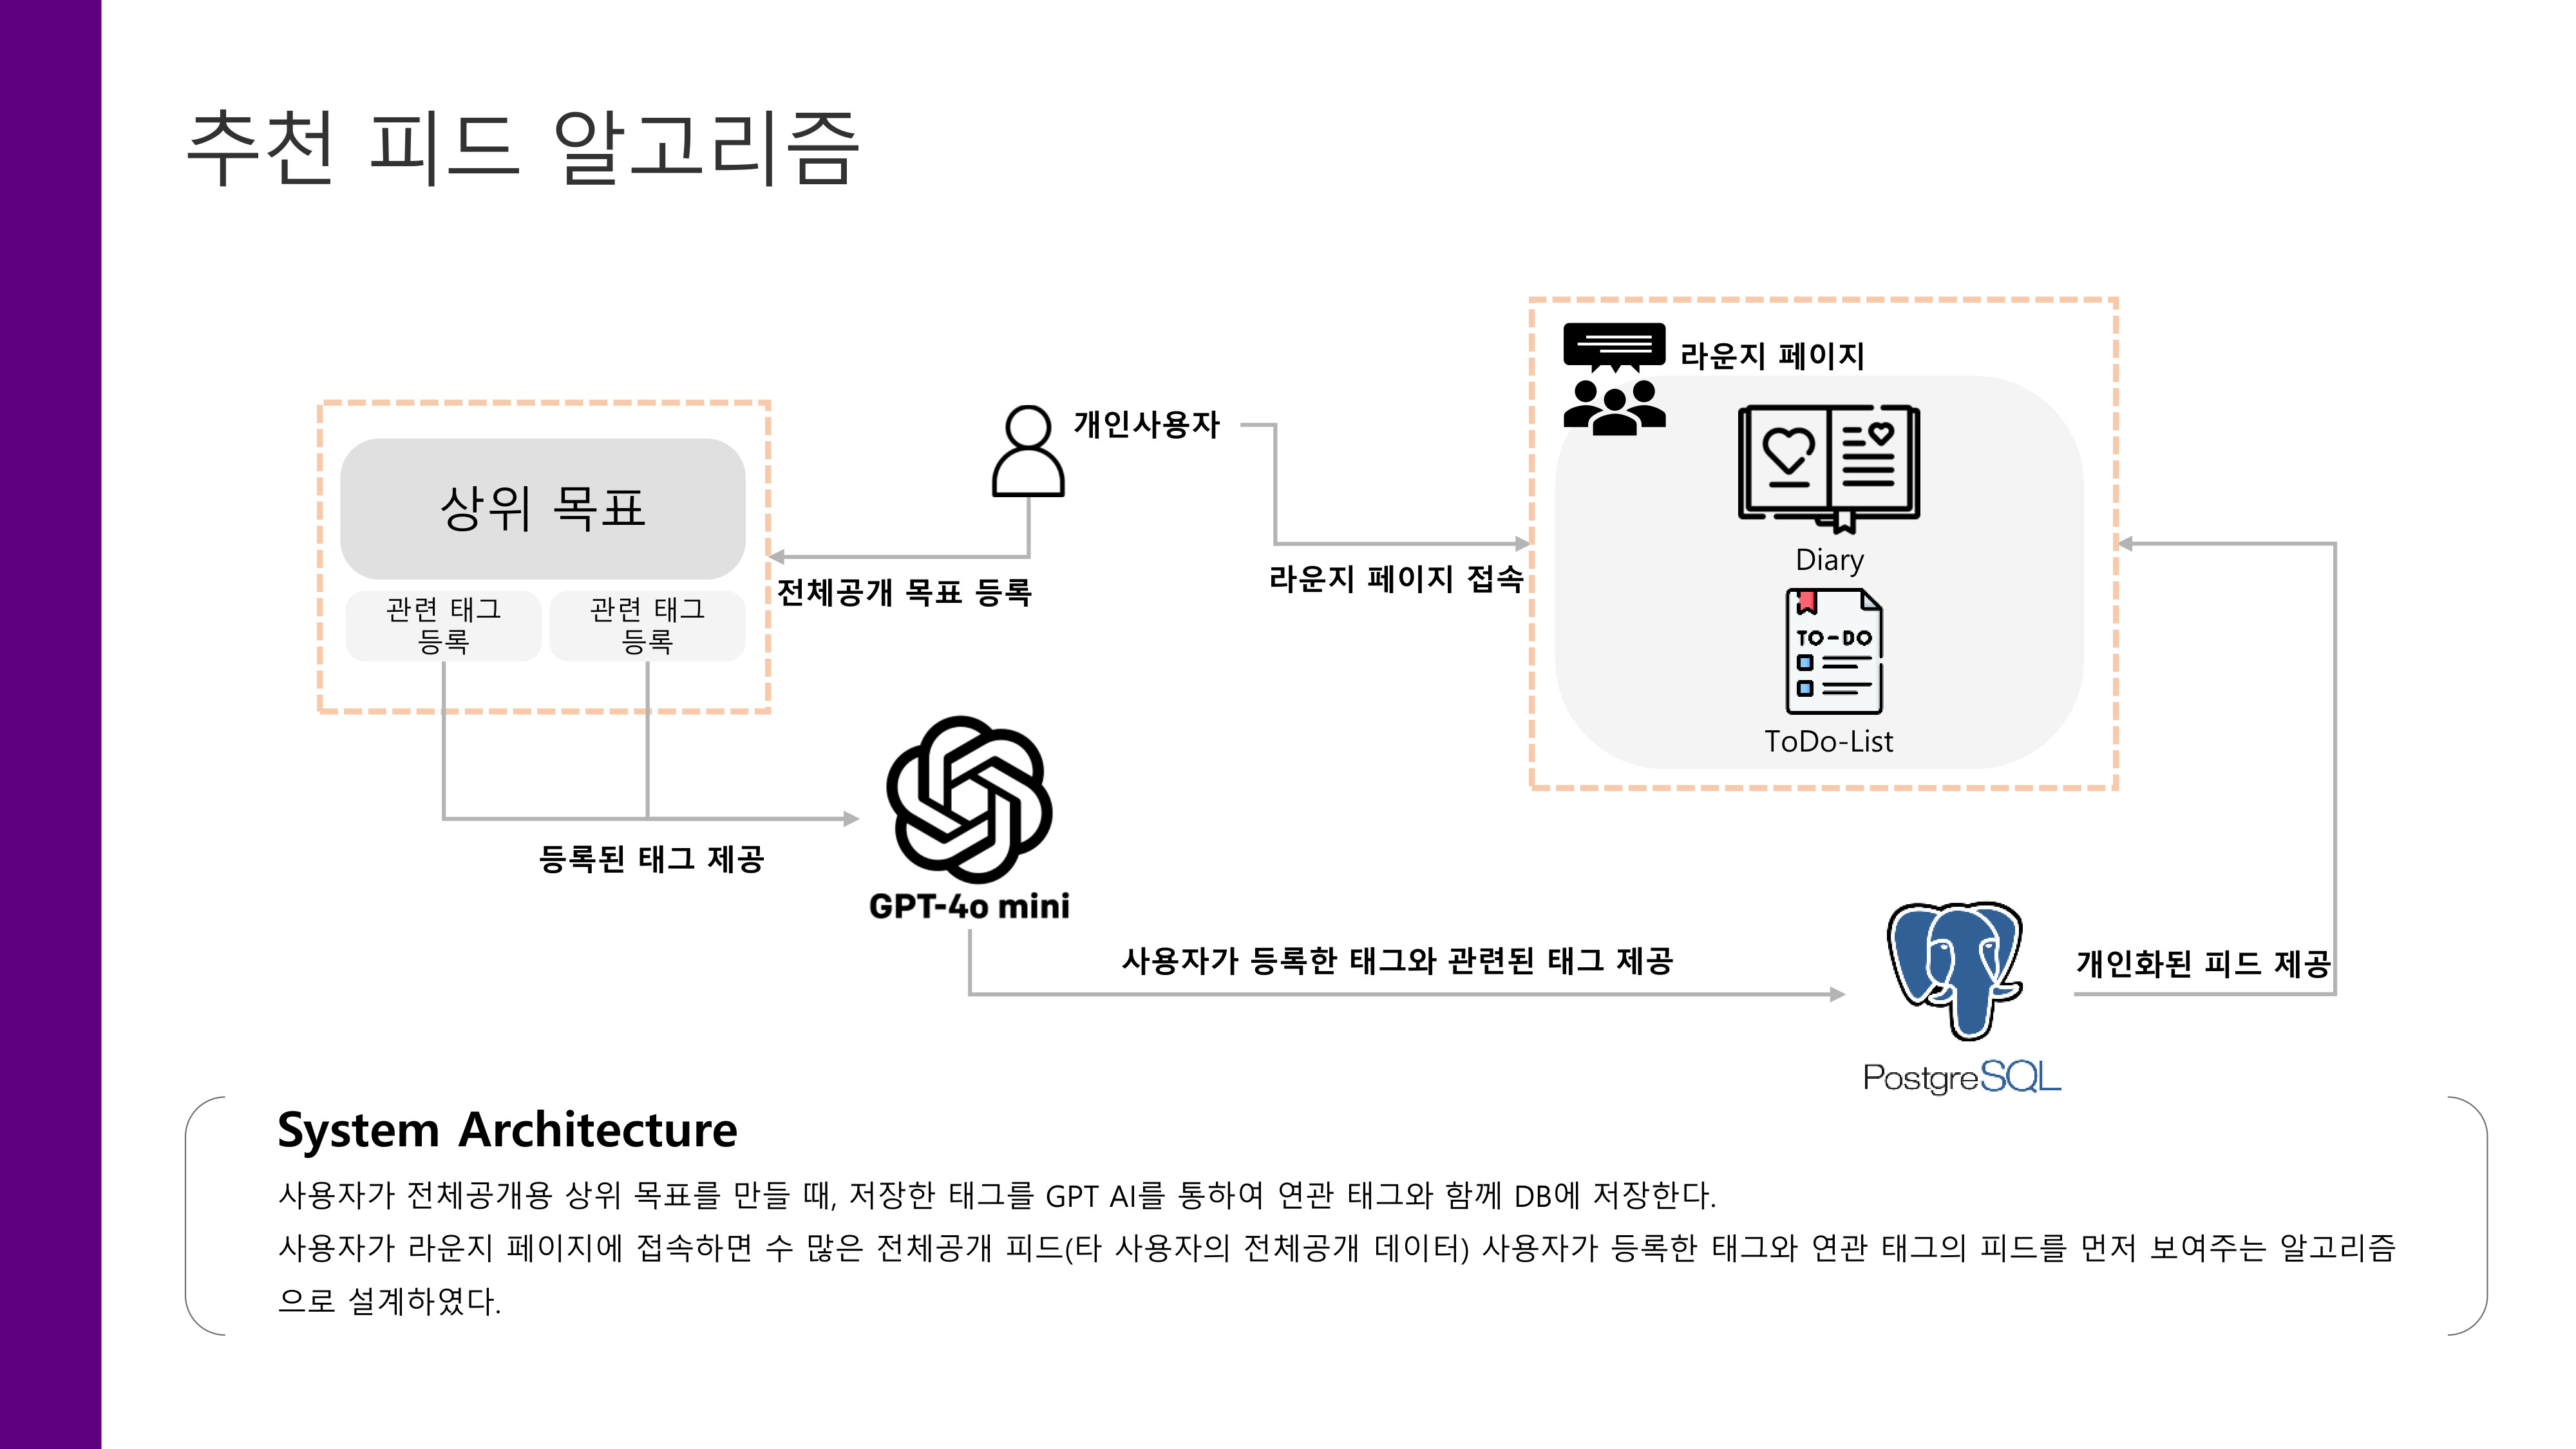 추천 피드 알고리즘
라운지 페이지
개인사용자
상위 목표
Diary
전체공개 목표 등록
라운지 페이지 접속
관련 태그
등록
관련 태그
등록
TO-DO
ToDo-List
등록된 태그 제공
GPT-4o mini
사용자가 등록한 태그와 관련된 태그 제공
개인화된 피드 제공
PostgreSQL
System Architecture
사용자가 전체공개용 상위 목표를 만들 때, 저장한 태그를 GPT AI를 통하여 연관 태그와 함께 DB에 저장한다.
사용자가 라운지 페이지에 접속하면 수 많은 전체공개 피드(타 사용자의 전체공개 데이터) 사용자가 등록한 태그와 연관 태그의 피드를 먼저 보여주는 알고리즘
으로 설계하였다.